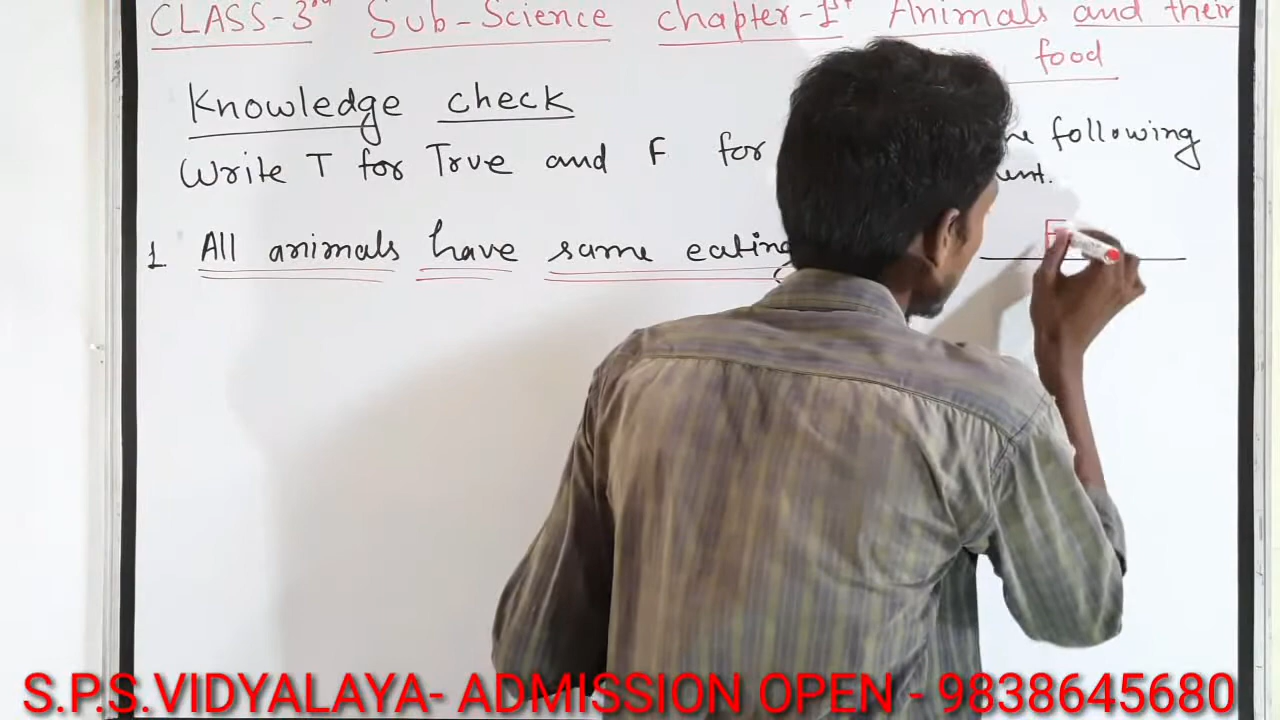 CLASS-3rd Sub-Science chapter-1st Animals and their
food
Knowledge check
Write T for True and F for following
1 All animals have same eating F
S.P.S.VIDYALAYA- ADMISSION OPEN - 9838645680